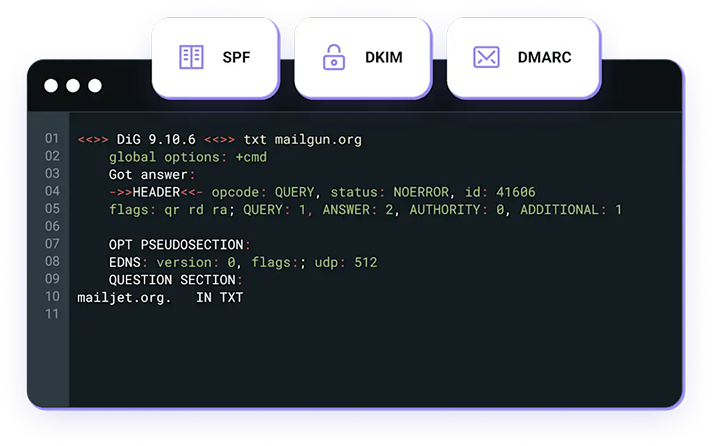 SPF DKIM DMARC
01 <<>> DiG 9.10.6 <<>> txt mailgun.org
02 global options: +cmd
03 Got answer:
04 ->>HEADER<<- opcode: QUERY, status: NOERROR, id: 41606
05 flags: qr rd ra; QUERY: 1, ANSWER: 2, AUTHORITY: 0, ADDITIONAL: 1
06
07 OPT PSEUDOSECTION:
08 EDNS: version: 0, flags:; udp: 512
09 QUESTION SECTION:
10 mailjet.org. IN TXT
11